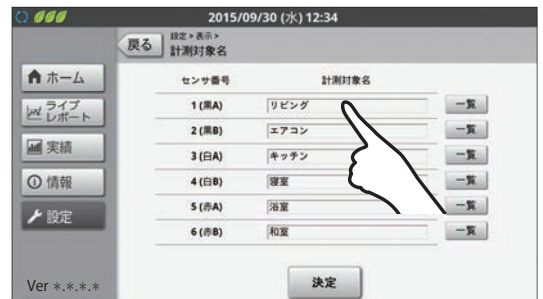 2015/09/30 (水) 12:34
戻る
設定 > 表示 >
計測対象名
ホーム
ライブ
レポート
実績
情報
設定
Ver *.*.*.*
センサ番号 計測対象名
1 (黒A) リビング 一覧
2 (黒B) エアコン 一覧
3 (白A) キッチン 一覧
4 (白B) 寝室 一覧
5 (赤A) 浴室 一覧
6 (赤B) 和室 一覧
決定